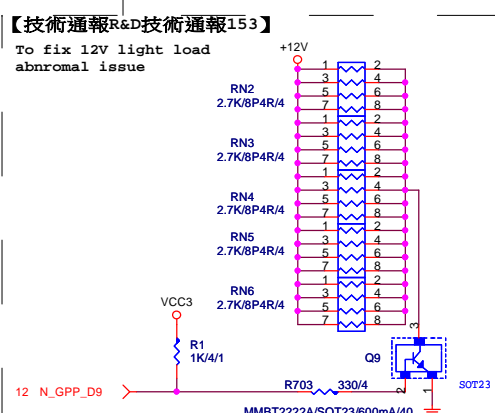 【技術通報R&D技術通報153】
To fix 12V light load
abnromal issue
+12V
RN2
2.7K/8P4R/4
1 2
3 4
5 6
7 8
RN3
2.7K/8P4R/4
1 2
3 4
5 6
7 8
RN4
2.7K/8P4R/4
1 2
3 4
5 6
7 8
RN5
2.7K/8P4R/4
1 2
3 4
5 6
7 8
RN6
2.7K/8P4R/4
1 2
3 4
5 6
7 8
VCC3
R1
1K/4/1
3
Q9
SOT23
12 N_GPP_D9
R703 330/4
2 1
MMBT2222A/SOT23/600mA/40